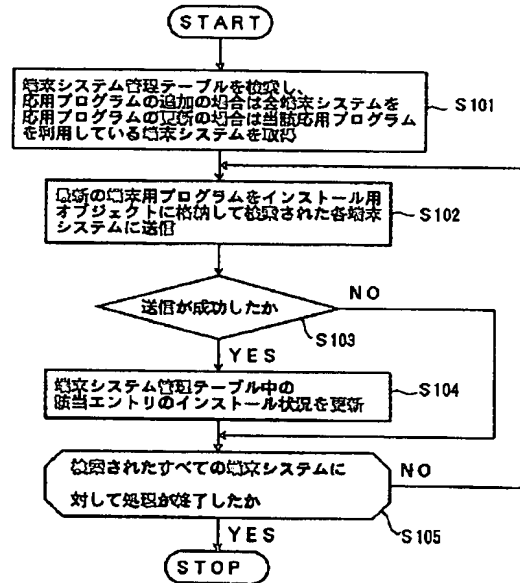 START
端末システム管理テーブルを検索し、
応用プログラムの追加の場合は全端末システムを
応用プログラムの更新の場合は当該応用プログラム
を利用している端末システムを取得
S101
最新の端末用プログラムをインストール用
オブジェクトに格納して検索された各端末
システムに送信
S102
送信が成功したか
NO
S103
YES
端末システム管理テーブル中の
該当エントリのインストール状況を更新
S104
検索されたすべての端末システムに
対して処理が終了したか
NO
S105
YES
STOP